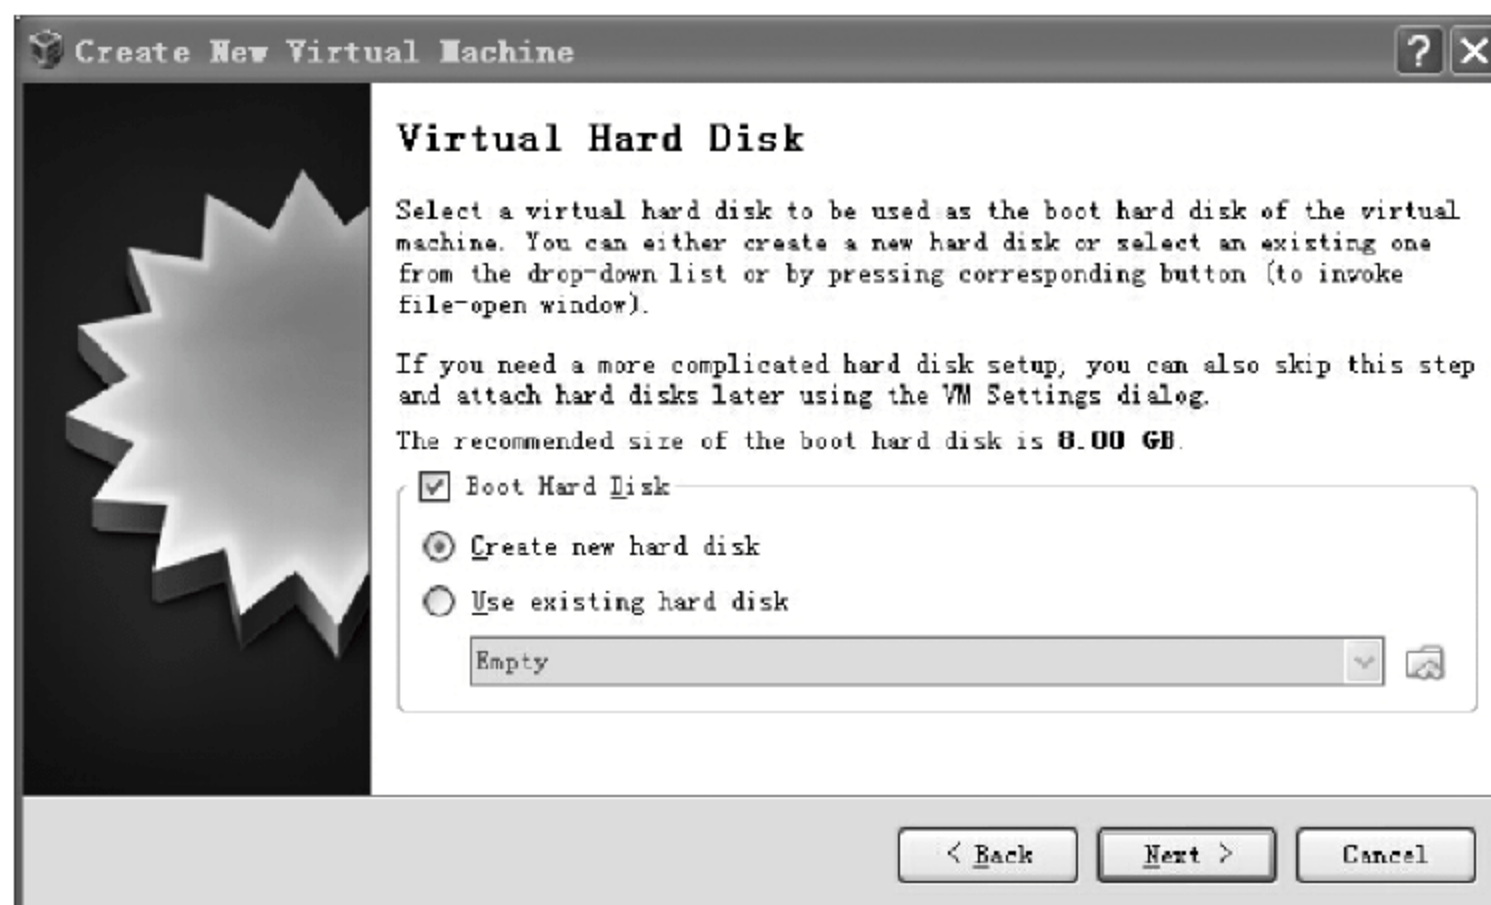 Create New Virtual Machine
Virtual Hard Disk
Select a virtual hard disk to be used as the boot hard disk of the virtual
machine. You can either create a new hard disk or select an existing one
from the drop-down list or by pressing corresponding button (to invoke
file-open window).
If you need a more complicated hard disk setup, you can also skip this step
and attach hard disks later using the VM Settings dialog.
The recommended size of the boot hard disk is 8.00 GB.
Boot Hard Disk
Create new hard disk
Use existing hard disk
Empty
< Back
Next >
Cancel